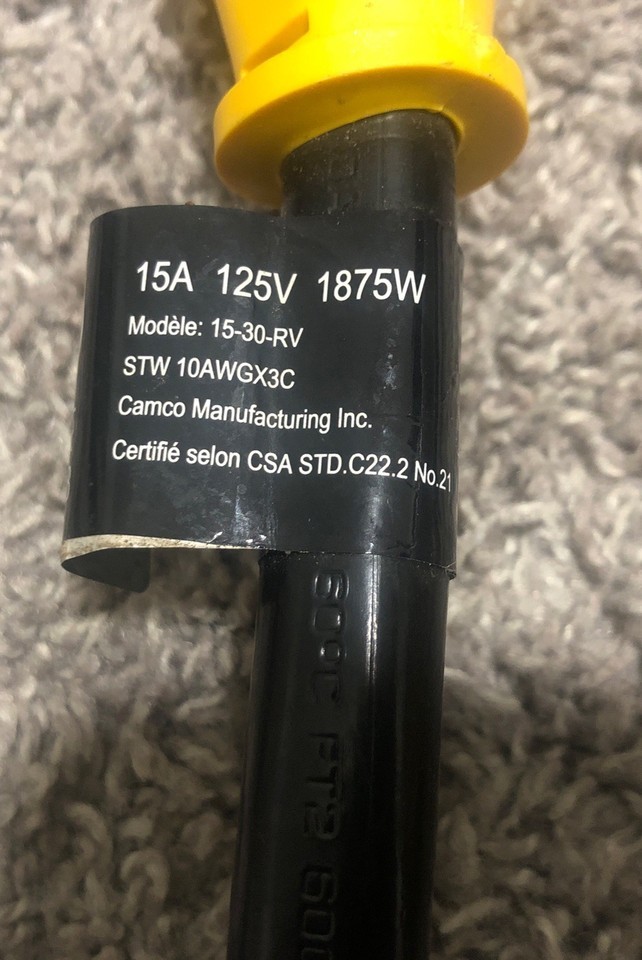 15A 125V 1875W
Modèle: 15-30-RV
STW 10AWGX3C
Camco Manufacturing Inc.
Certifié selon CSA STD.C22.2 No.21
60°C FT2